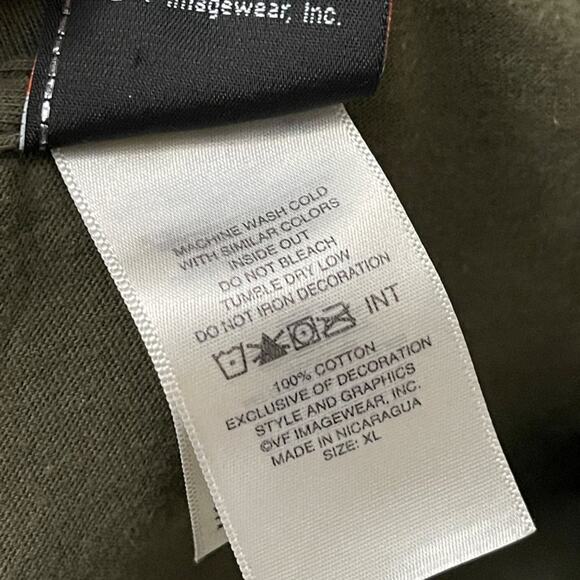 Imagewear, Inc.
MACHINE WASH COLD
WITH SIMILAR COLORS
INSIDE OUT
DO NOT BLEACH
TUMBLE DRY LOW
DO NOT IRON DECORATION
INT
100% COTTON
EXCLUSIVE OF DECORATION
STYLE AND GRAPHICS
©VF IMAGEWEAR, INC.
MADE IN NICARAGUA
SIZE: XL